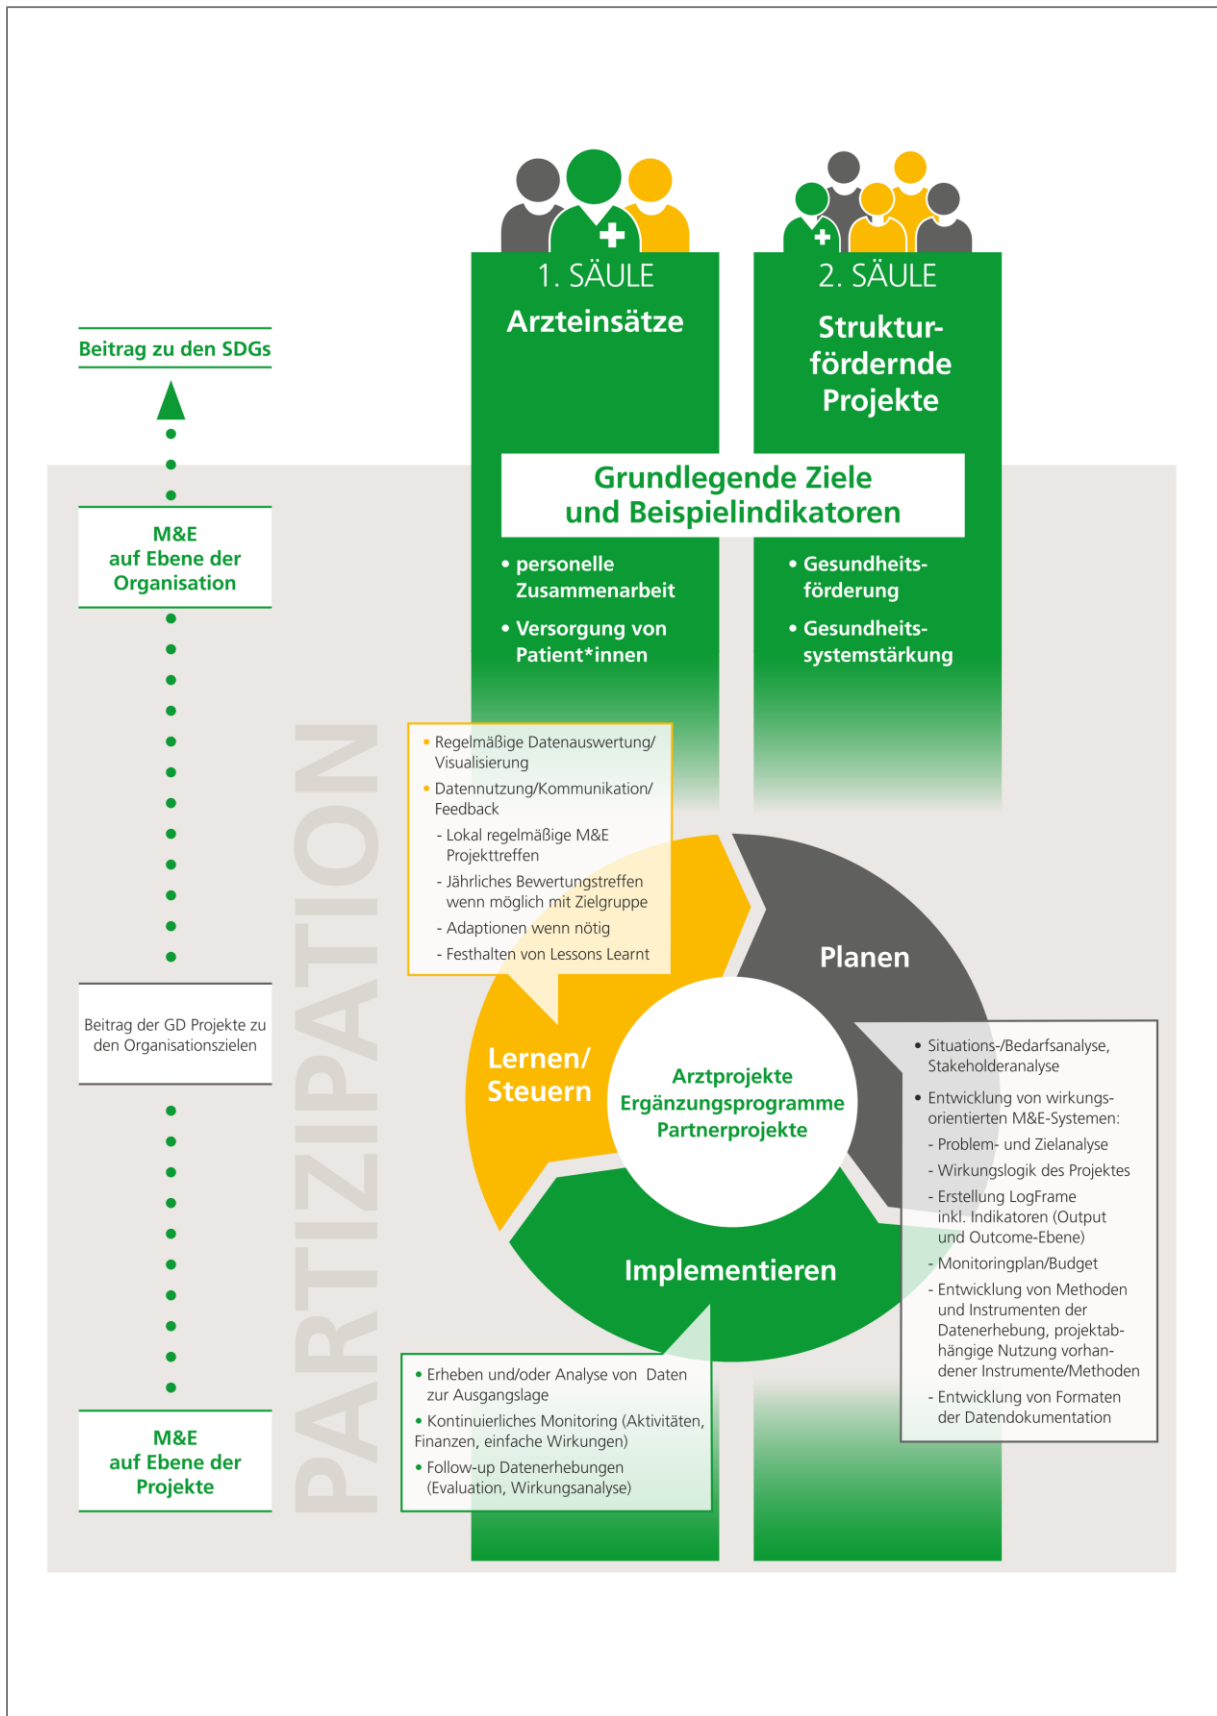 1. SÄULE
Arzteinsätze
2. SÄULE
Struktur-
fördernde
Projekte
Beitrag zu den SDGs
Grundlegende Ziele
und Beispielindikatoren
M&E
auf Ebene der
Organisation
• personelle
Zusammenarbeit
• Versorgung von
Patient*innen
• Gesundheits-
förderung
• Gesundheits-
systemstärkung
PARTIZIPATION
• Regelmäßige Datenauswertung/
Visualisierung
• Datennutzung/Kommunikation/
Feedback
- Lokal regelmäßige M&E
Projekttreffen
- Jährliches Bewertungstreffen
wenn möglich mit Zielgruppe
- Adaptionen wenn nötig
- Festhalten von Lessons Learnt
Planen
Beitrag der GD Projekte zu
den Organisationszielen
Lernen/
Steuern
Arztprojekte
Ergänzungsprogramme
Partnerprojekte
• Situations-/Bedarfsanalyse,
Stakeholderanalyse
• Entwicklung von wirkungs-
orientierten M&E-Systemen:
- Problem- und Zielanalyse
- Wirkungslogik des Projektes
- Erstellung LogFrame
inkl. Indikatoren (Output
und Outcome-Ebene)
- Monitoringplan/Budget
- Entwicklung von Methoden
und Instrumenten der
Datenerhebung, projektab-
hängige Nutzung vorhan-
dener Instrumente/Methoden
- Entwicklung von Formaten
der Datendokumentation
Implementieren
• Erheben und/oder Analyse von Daten
zur Ausgangslage
• Kontinuierliches Monitoring (Aktivitäten,
Finanzen, einfache Wirkungen)
• Follow-up Datenerhebungen
(Evaluation, Wirkungsanalyse)
M&E
auf Ebene der
Projekte